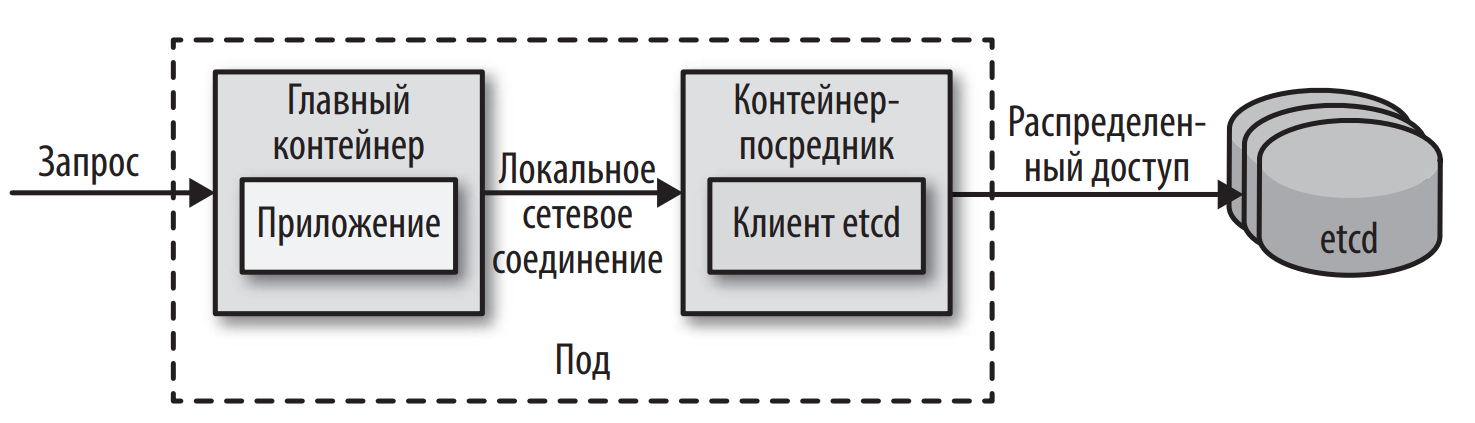 Запрос
Главный
контейнер
Приложение
Локальное
сетевое
соединение
Контейнер-
посредник
Клиент etcd
Распределен-
ный доступ
etcd
Под